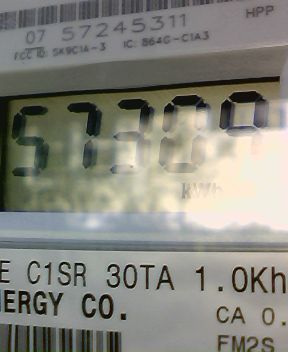 HPP
07 57245311
FCC ID: SK9C1A-3 IC: 864G-C1A3
57309
kWh
E C1SR 30TA 1.0Kh
NERGY CO.
CA 0.
FM2S